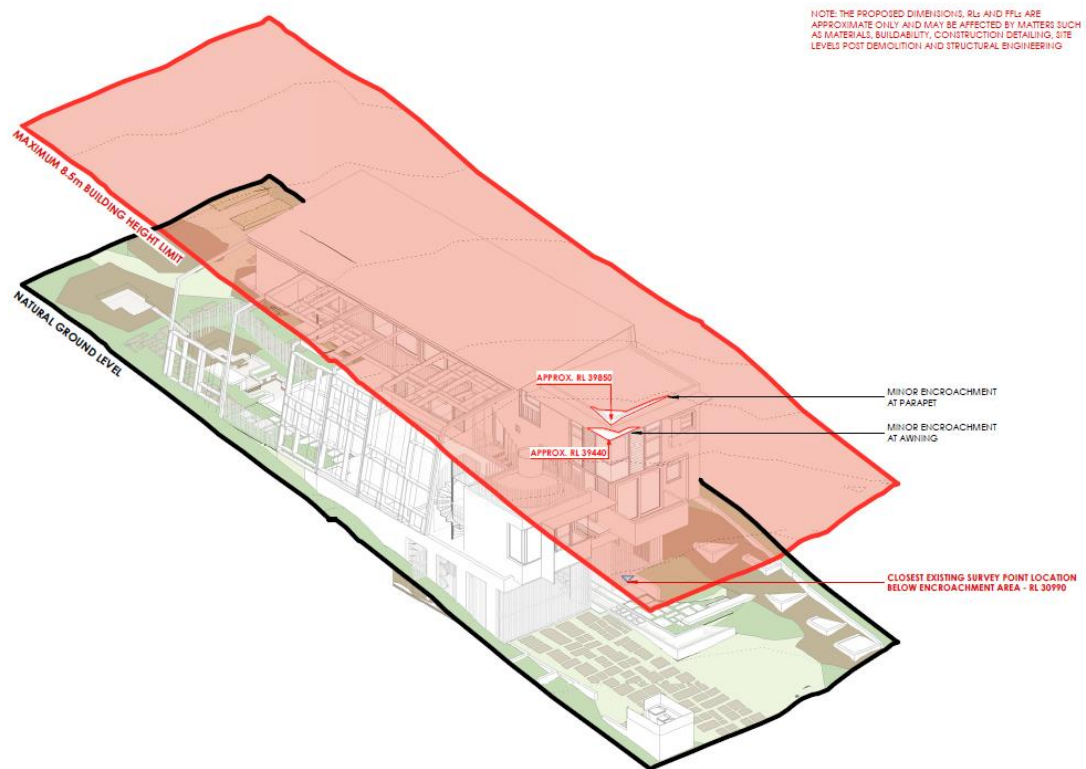 NOTE: THE PROPOSED DIMENSIONS, RLs AND FFLs ARE
APPROXIMATE ONLY AND MAY BE AFFECTED BY MATTERS SUCH
AS MATERIALS, BUILDABILITY, CONSTRUCTION DETAILING, SITE
LEVELS POST DEMOLITION AND STRUCTURAL ENGINEERING
MAXIMUM 8.5m BUILDING HEIGHT LIMIT
NATURAL GROUND LEVEL
APPROX. RL 39850
MINOR ENCROACHMENT
AT PARAPET
MINOR ENCROACHMENT
AT AWNING
APPROX. RL 39440
CLOSEST EXISTING SURVEY POINT LOCATION
BELOW ENCROACHMENT AREA - RL 30990